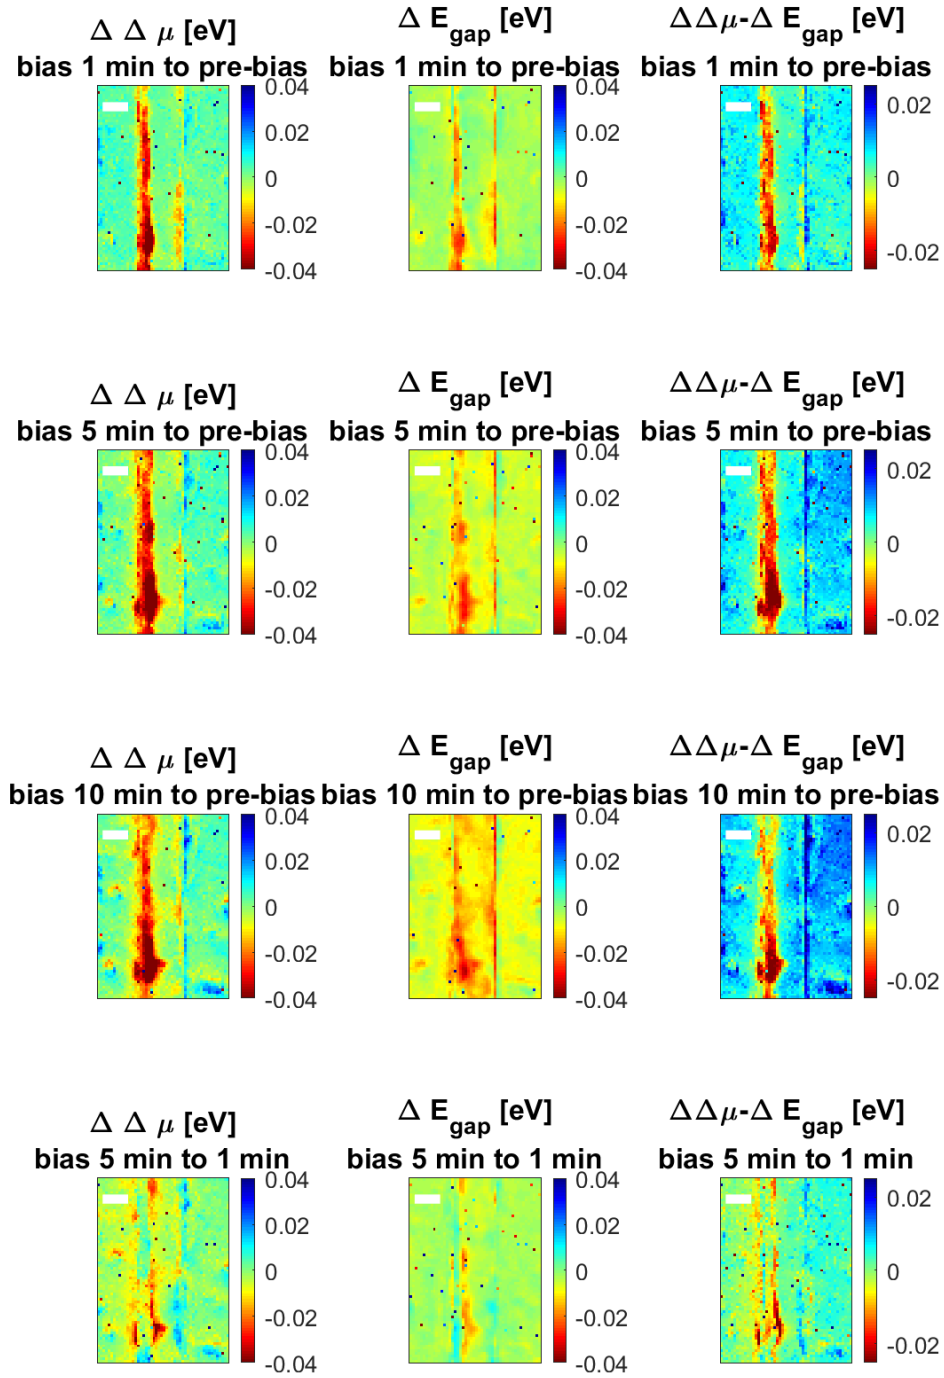 Δ Δ μ [eV] Δ E_gap [eV] ΔΔμ-Δ E_gap [eV]
bias 1 min to pre-bias bias 1 min to pre-bias bias 1 min to pre-bias
0.04 0.04
0.02 0.02 0.02
0 0 0
-0.02 -0.02 -0.02
-0.04 -0.04
Δ Δ μ [eV] Δ E_gap [eV] ΔΔμ-Δ E_gap [eV]
bias 5 min to pre-bias bias 5 min to pre-bias bias 5 min to pre-bias
0.04 0.04
0.02 0.02 0.02
0 0 0
-0.02 -0.02 -0.02
-0.04 -0.04
Δ Δ μ [eV] Δ E_gap [eV] ΔΔμ-Δ E_gap [eV]
bias 10 min to pre-bias bias 10 min to pre-bias bias 10 min to pre-bias
0.04 0.04
0.02 0.02 0.02
0 0 0
-0.02 -0.02 -0.02
-0.04 -0.04
Δ Δ μ [eV] Δ E_gap [eV] ΔΔμ-Δ E_gap [eV]
bias 5 min to 1 min bias 5 min to 1 min bias 5 min to 1 min
0.04 0.04
0.02 0.02 0.02
0 0 0
-0.02 -0.02 -0.02
-0.04 -0.04